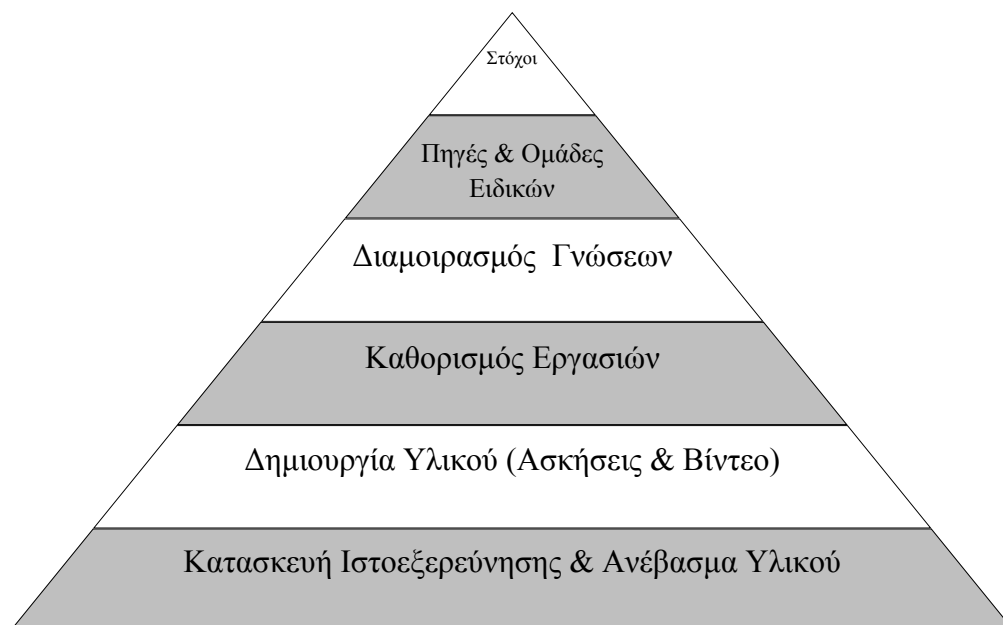 Στόχοι
Πηγές & Ομάδες
Ειδικών
Διαμοιρασμός Γνώσεων
Καθορισμός Εργασιών
Δημιουργία Υλικού (Ασκήσεις & Βίντεο)
Κατασκευή Ιστοεξερεύνησης & Ανέβασμα Υλικού